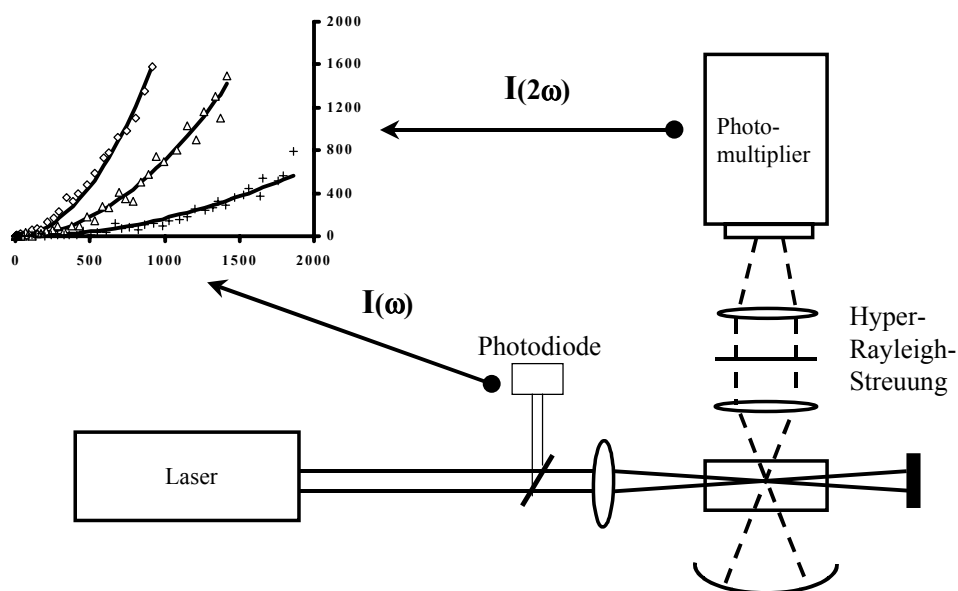 2000
1600
1200
800
400
0
0 500 1000 1500 2000
I(2ω)
Photo-
multiplier
I(ω)
Photodiode
Hyper-
Rayleigh-
Streuung
Laser